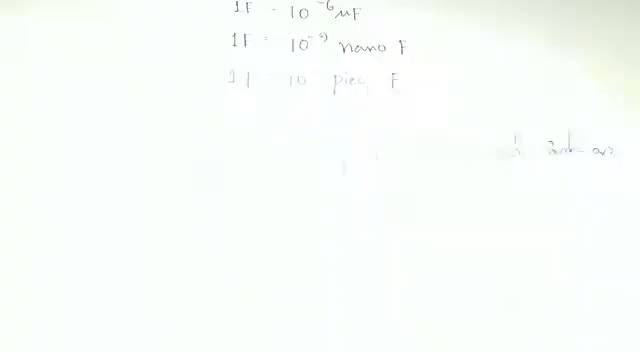 1F = 10⁻⁶ μF
1F = 10⁻⁹ nano F
1F 10 pico F